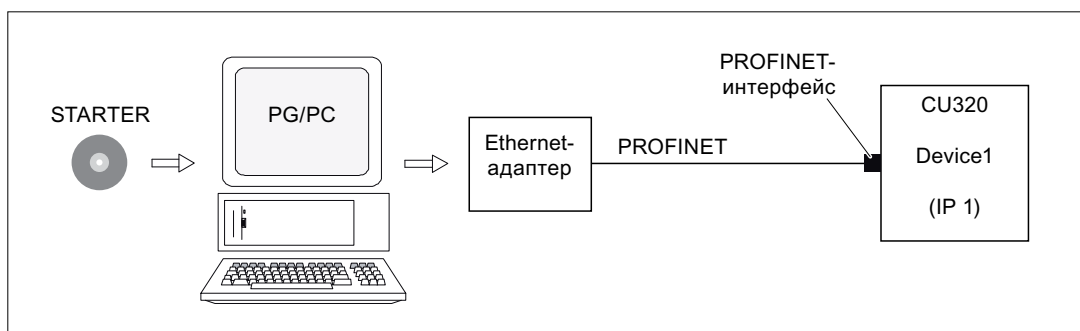 STARTER
PG/PC
Ethernet-
адаптер
PROFINET
PROFINET-
интерфейс
CU320
Device1
(IP 1)